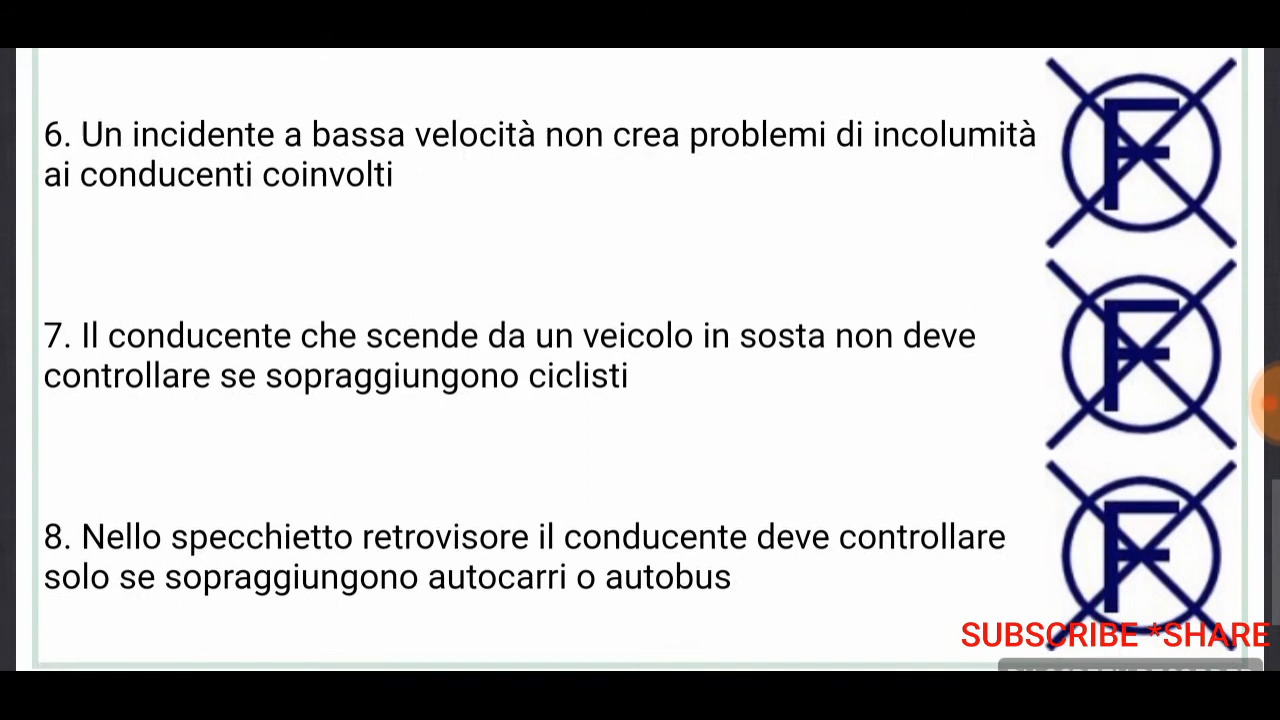 6. Un incidente a bassa velocità non crea problemi di incolumità
ai conducenti coinvolti
F
7. Il conducente che scende da un veicolo in sosta non deve
controllare se sopraggiungono ciclisti
F
8. Nello specchietto retrovisore il conducente deve controllare
solo se sopraggiungono autocarri o autobus
F
SUBSCRIBE *SHARE